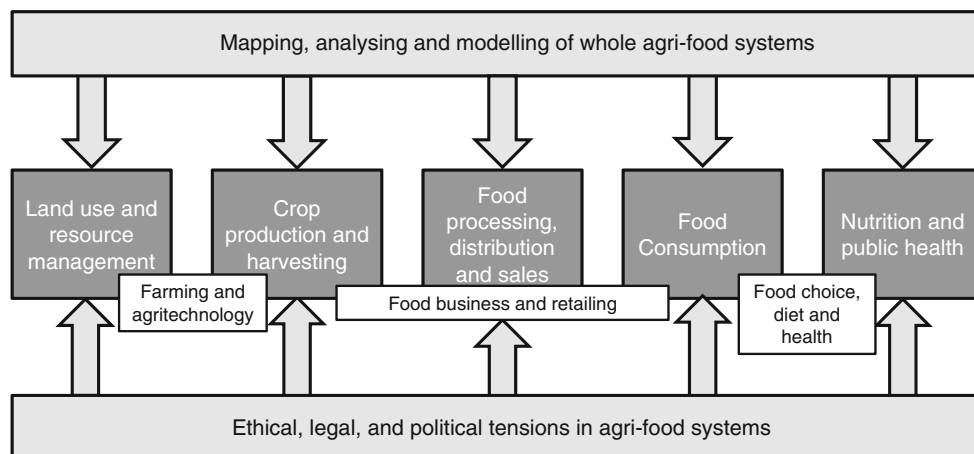 Mapping, analysing and modelling of whole agri-food systems
Land use and
resource
management
Crop
production and
harvesting
Food
processing,
distribution
and sales
Food
Consumption
Nutrition and
public health
Farming and
agritechnology
Food business and retailing
Food choice,
diet and
health
Ethical, legal, and political tensions in agri-food systems